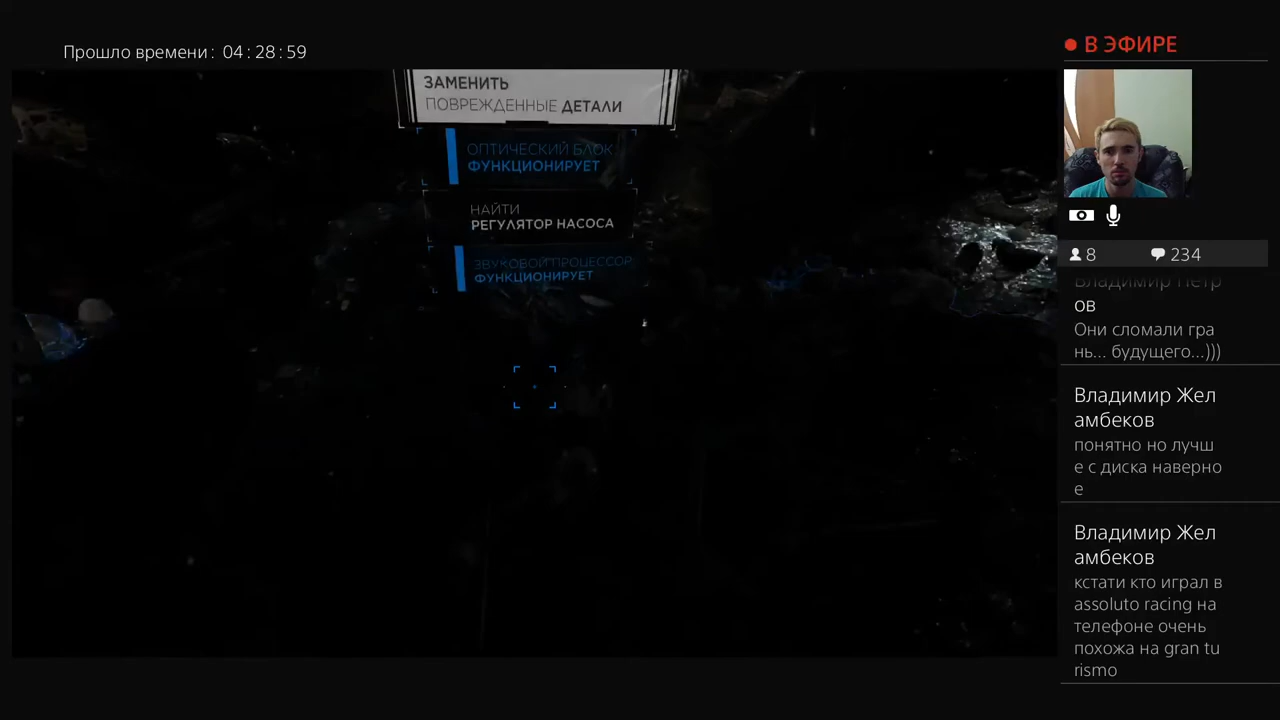 Прошло времени: 04:28:59
ЗАМЕНИТЬ
ПОВРЕЖДЕННЫЕ ДЕТАЛИ
ОПТИЧЕСКИЙ БЛОК
ФУНКЦИОНИРУЕТ
НАЙТИ
РЕГУЛЯТОР НАСОСА
ЗВУКОВОЙ ПРОЦЕССОР
ФУНКЦИОНИРУЕТ
В ЭФИРЕ
8 234
Владимир Петр
ов
Они сломали гра
нь... будущего...)))
Владимир Жел
амбеков
понятно но лучш
е с диска наверно
е
Владимир Жел
амбеков
кстати кто играл в
assoluto racing на
телефоне очень
похожа на gran tu
rismo